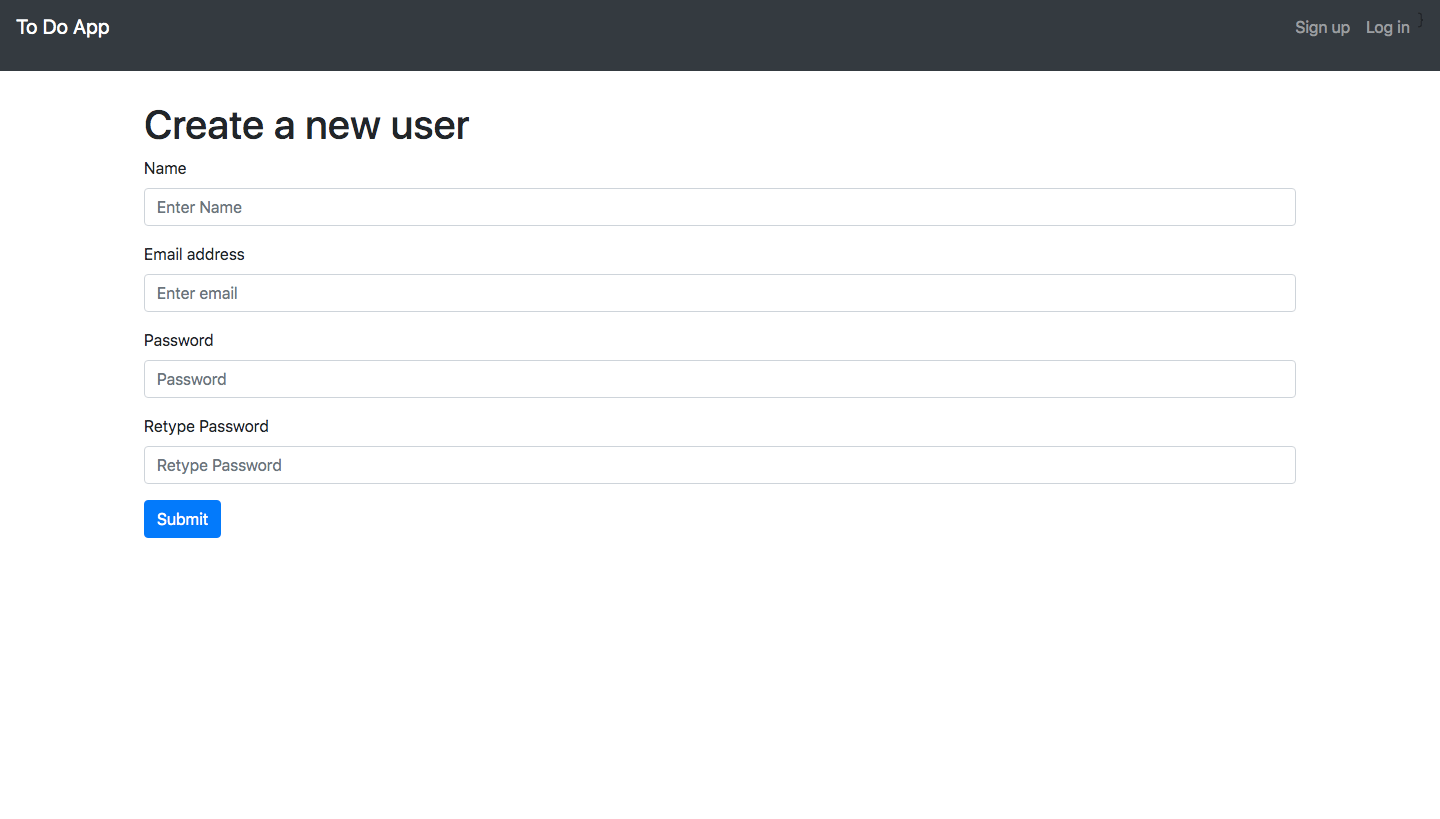 To Do App
Sign up Log in }
Create a new user
Name
Enter Name
Email address
Enter email
Password
Password
Retype Password
Retype Password
Submit